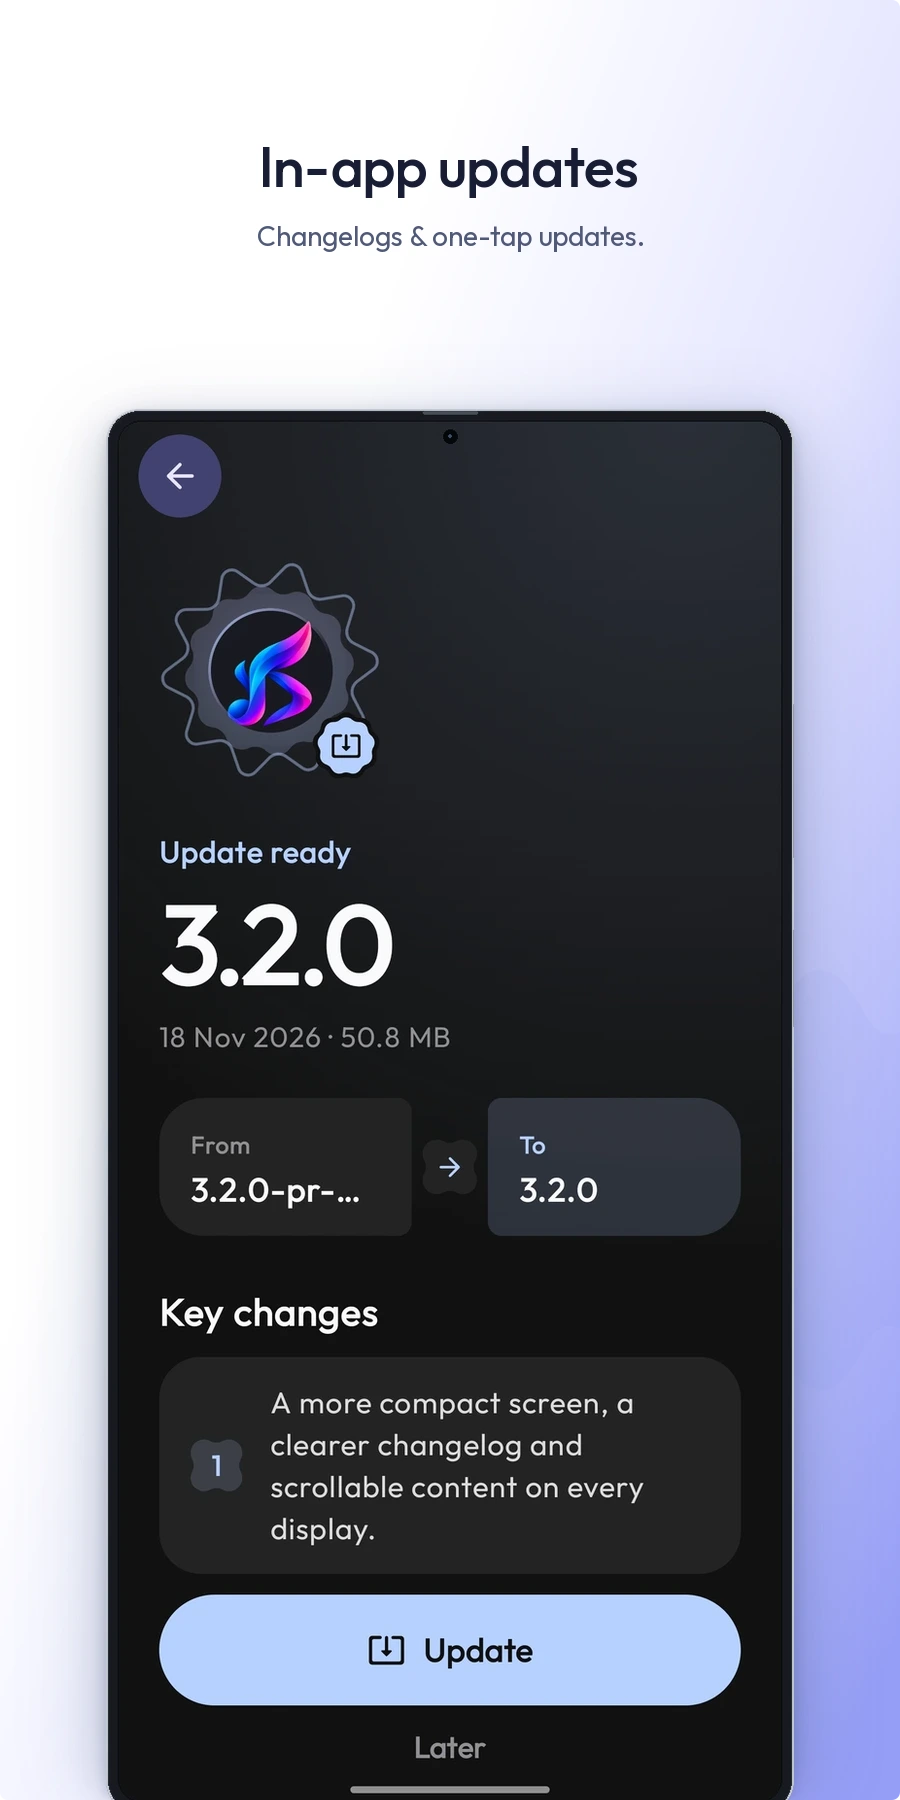 In-app updates
Changelogs & one-tap updates.
Update ready
3.2.0
18 Nov 2026 · 50.8 MB
From
3.2.0-pr-...
To
3.2.0
Key changes
1
A more compact screen, a
clearer changelog and
scrollable content on every
display.
Update
Later